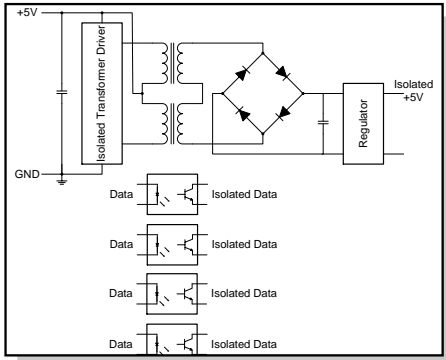 +5V
Isolated Transformer Driver
Isolated
+5V
Regulator
GND
Data Isolated Data
Data Isolated Data
Data Isolated Data
Data Isolated Data